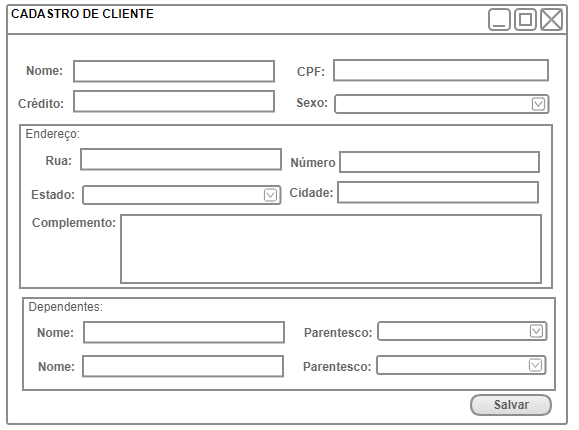 CADASTRO DE CLIENTE
Nome: CPF:
Crédito: Sexo:
Endereço:
Rua: Número
Estado: Cidade:
Complemento:
Dependentes:
Nome: Parentesco:
Nome: Parentesco:
Salvar